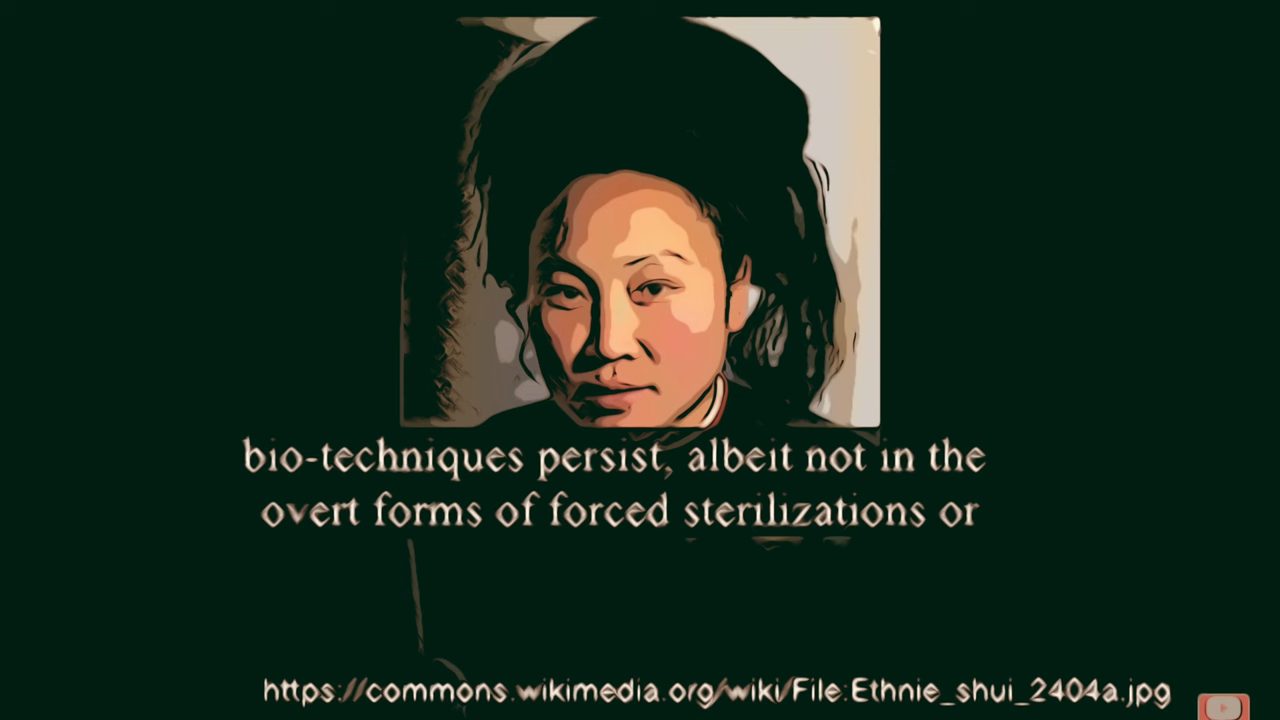 bio-techniques persist, albeit not in the
overt forms of forced sterilizations or
https://commons.wikimedia.org/wiki/File:Ethnie_shui_2404a.jpg